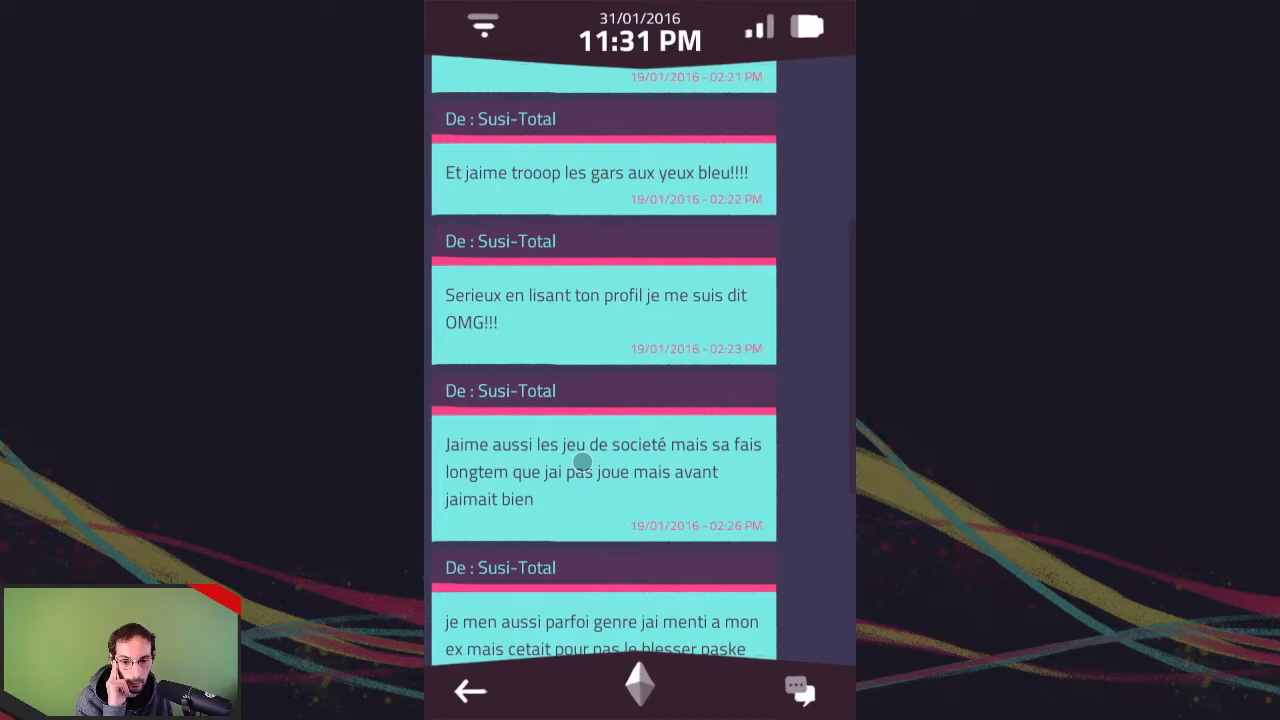 31/01/2016
11:31 PM
19/01/2016 - 02:21 PM
De : Susi-Total
Et jaime trooop les gars aux yeux bleu!!!!
19/01/2016 - 02:22 PM
De : Susi-Total
Serieux en lisant ton profil je me suis dit
OMG!!!
19/01/2016 - 02:23 PM
De : Susi-Total
Jaime aussi les jeu de societé mais sa fais
longtem que jai pas joue mais avant
jaimait bien
19/01/2016 - 02:26 PM
De : Susi-Total
je men aussi parfoi genre jai menti a mon
ex mais cetait pour pas le blesser paske